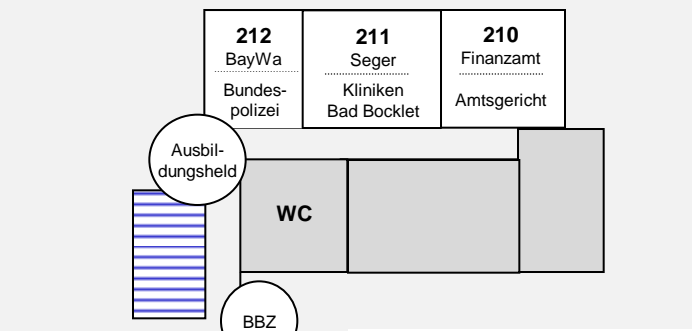 212
BayWa
Bundes-
polizei
211
Seger
Kliniken
Bad Bocklet
210
Finanzamt
Amtsgericht
Ausbil-
dungsheld
WC
BBZ